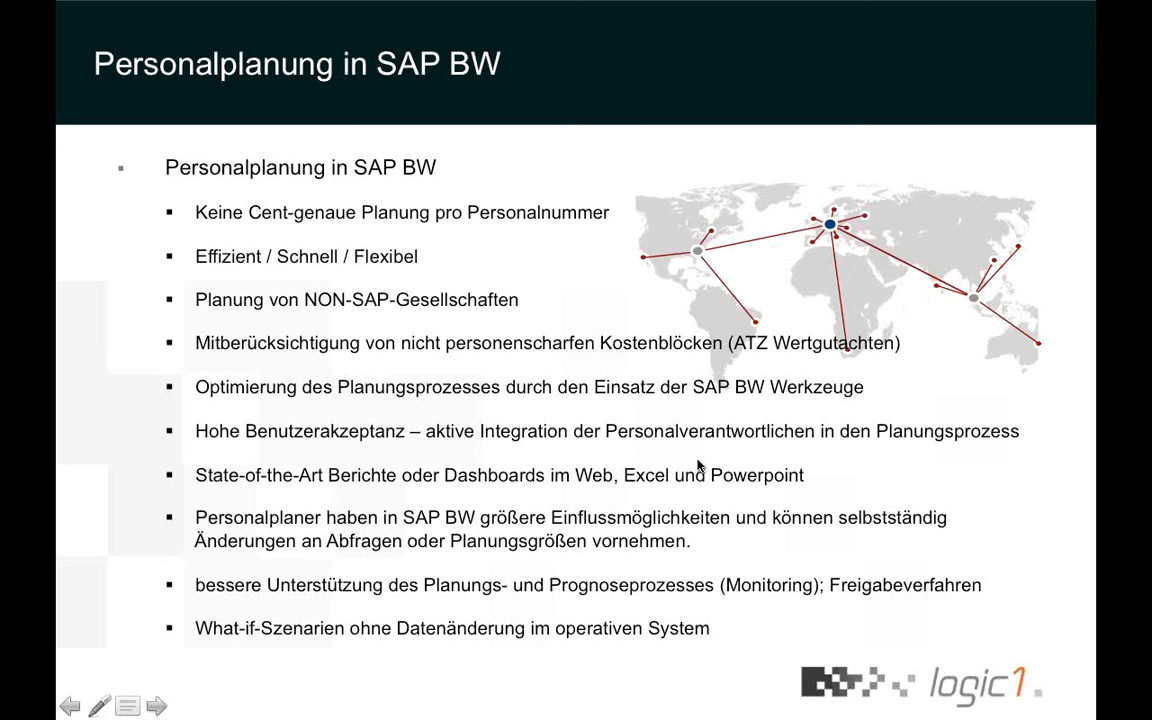 Personalplanung in SAP BW
Personalplanung in SAP BW
Keine Cent-genaue Planung pro Personalnummer
Effizient / Schnell / Flexibel
Planung von NON-SAP-Gesellschaften
Mitberücksichtigung von nicht personenscharfen Kostenblöcken (ATZ Wertgutachten)
Optimierung des Planungsprozesses durch den Einsatz der SAP BW Werkzeuge
Hohe Benutzerakzeptanz – aktive Integration der Personalverantwortlichen in den Planungsprozess
State-of-the-Art Berichte oder Dashboards im Web, Excel und Powerpoint
Personalplaner haben in SAP BW größere Einflussmöglichkeiten und können selbstständig
Änderungen an Abfragen oder Planungsgrößen vornehmen.
bessere Unterstützung des Planungs- und Prognoseprozesses (Monitoring); Freigabeverfahren
What-if-Szenarien ohne Datenänderung im operativen System
logic1